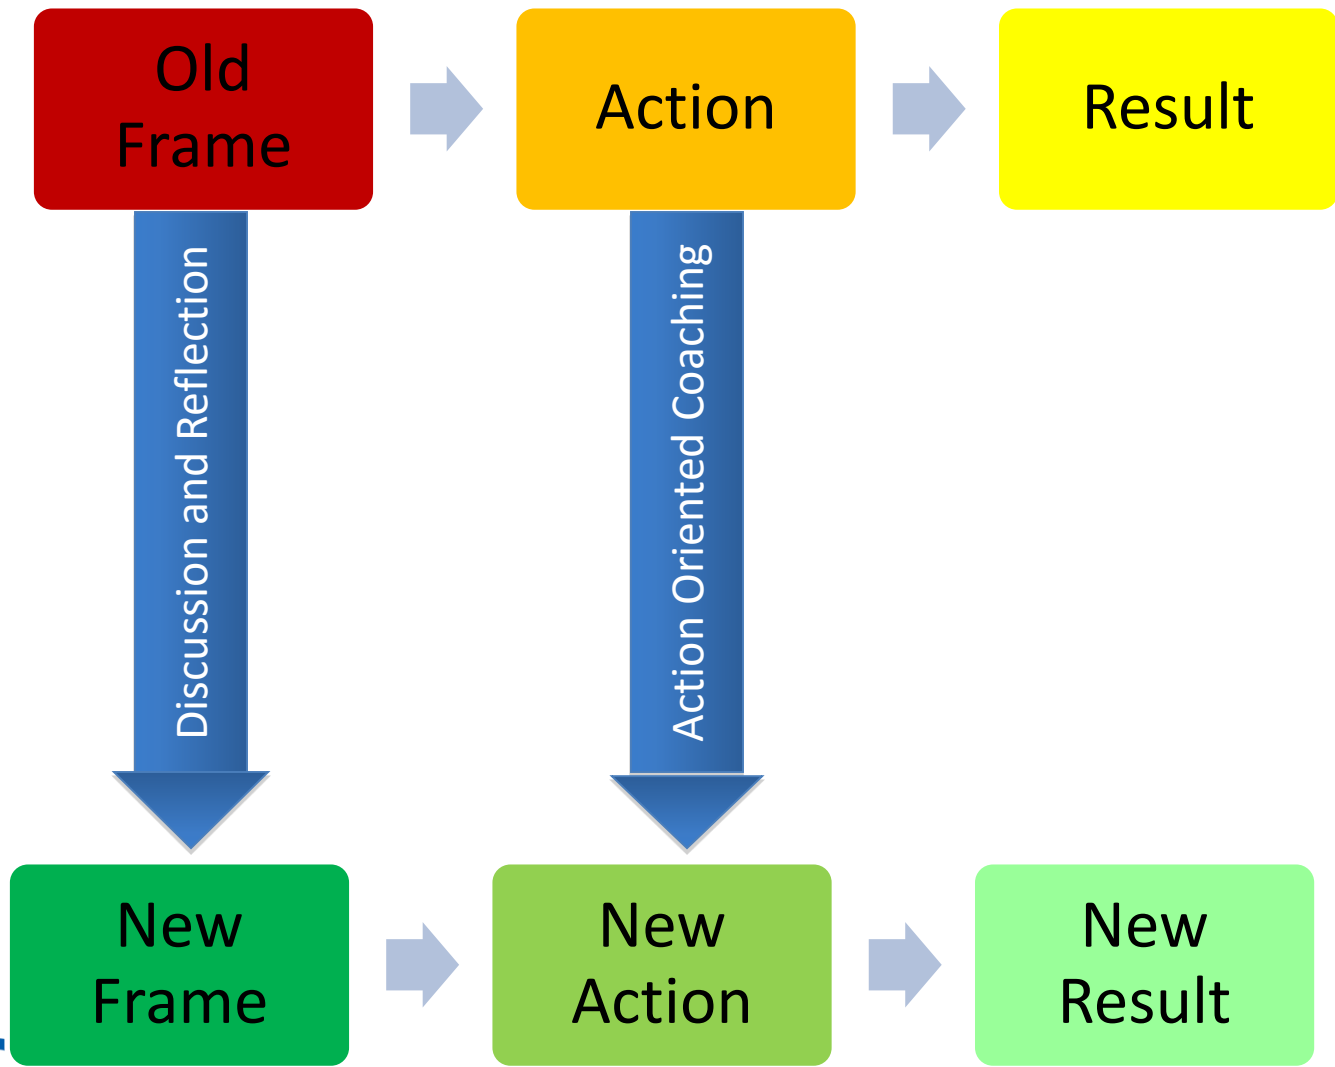 Old
Frame
Action
Result
Discussion and Reflection
Action Oriented Coaching
New
Frame
New
Action
New
Result